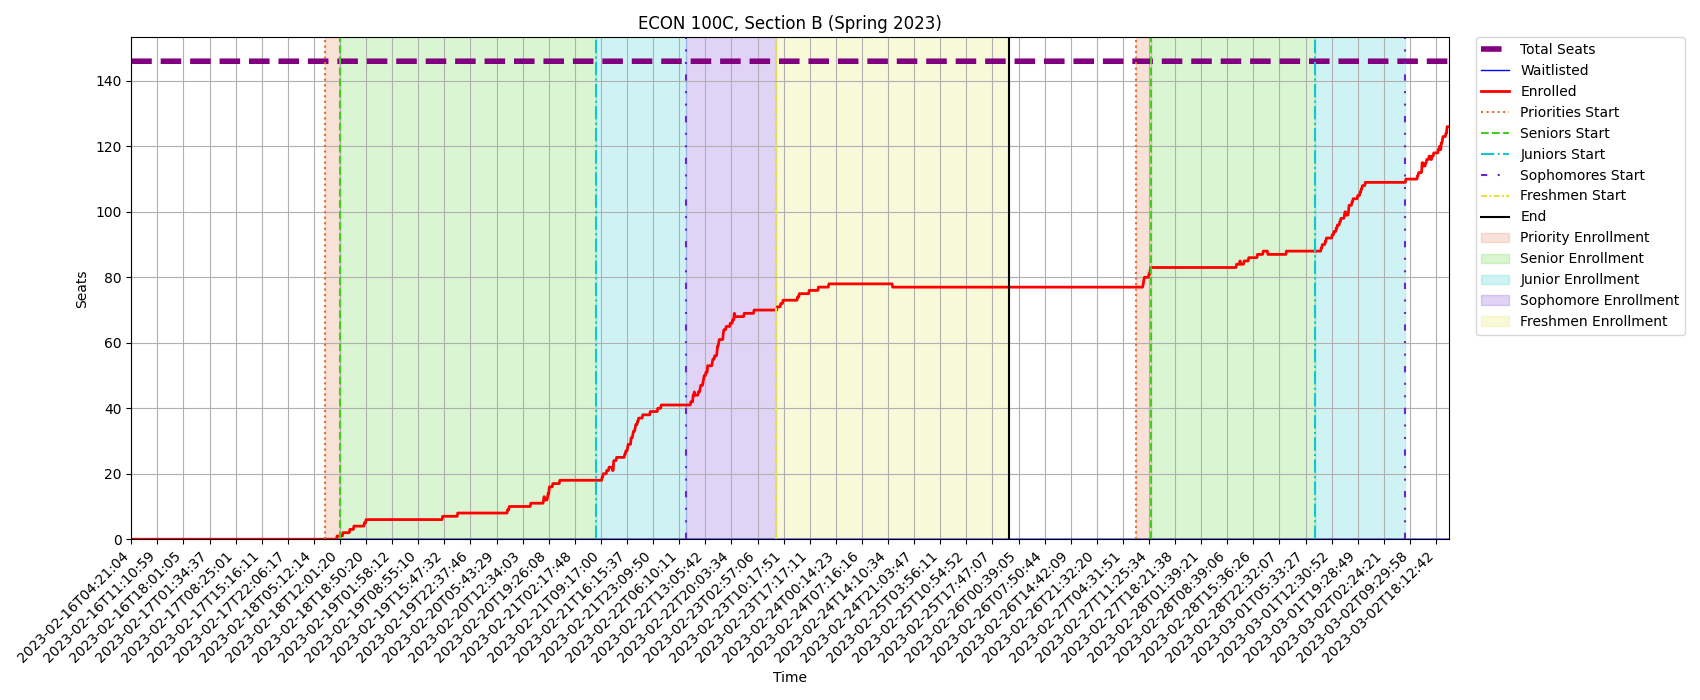 ECON 100C, Section B (Spring 2023)
Total Seats
Waitlisted
Enrolled
Priorities Start
Seniors Start
Juniors Start
Sophomores Start
Freshmen Start
End
Priority Enrollment
Senior Enrollment
Junior Enrollment
Sophomore Enrollment
Freshmen Enrollment
Seats
140
120
100
80
60
40
20
0
2023-02-16T04:21:04
2023-02-16T11:10:59
2023-02-16T18:01:05
2023-02-17T01:34:37
2023-02-17T08:25:01
2023-02-17T15:16:11
2023-02-17T22:06:17
2023-02-18T05:12:14
2023-02-18T12:01:20
2023-02-18T18:50:20
2023-02-19T01:58:12
2023-02-19T08:55:10
2023-02-19T15:47:32
2023-02-19T22:37:46
2023-02-20T05:43:29
2023-02-20T12:34:03
2023-02-20T19:26:08
2023-02-21T02:17:48
2023-02-21T09:17:00
2023-02-21T16:15:37
2023-02-21T23:09:50
2023-02-22T06:10:11
2023-02-22T13:05:42
2023-02-22T20:03:34
2023-02-23T02:57:06
2023-02-23T10:17:51
2023-02-23T17:17:11
2023-02-24T00:14:23
2023-02-24T07:16:16
2023-02-24T14:10:34
2023-02-24T21:03:47
2023-02-25T03:56:11
2023-02-25T10:54:52
2023-02-25T17:47:07
2023-02-26T00:39:05
2023-02-26T07:50:44
2023-02-26T14:42:09
2023-02-26T21:32:20
2023-02-27T04:31:51
2023-02-27T11:25:34
2023-02-27T18:21:38
2023-02-28T01:39:21
2023-02-28T08:39:06
2023-02-28T15:36:26
2023-02-28T22:32:07
2023-03-01T05:33:27
2023-03-01T12:30:52
2023-03-01T19:28:49
2023-03-02T02:24:21
2023-03-02T09:29:58
2023-03-02T18:12:42
Time